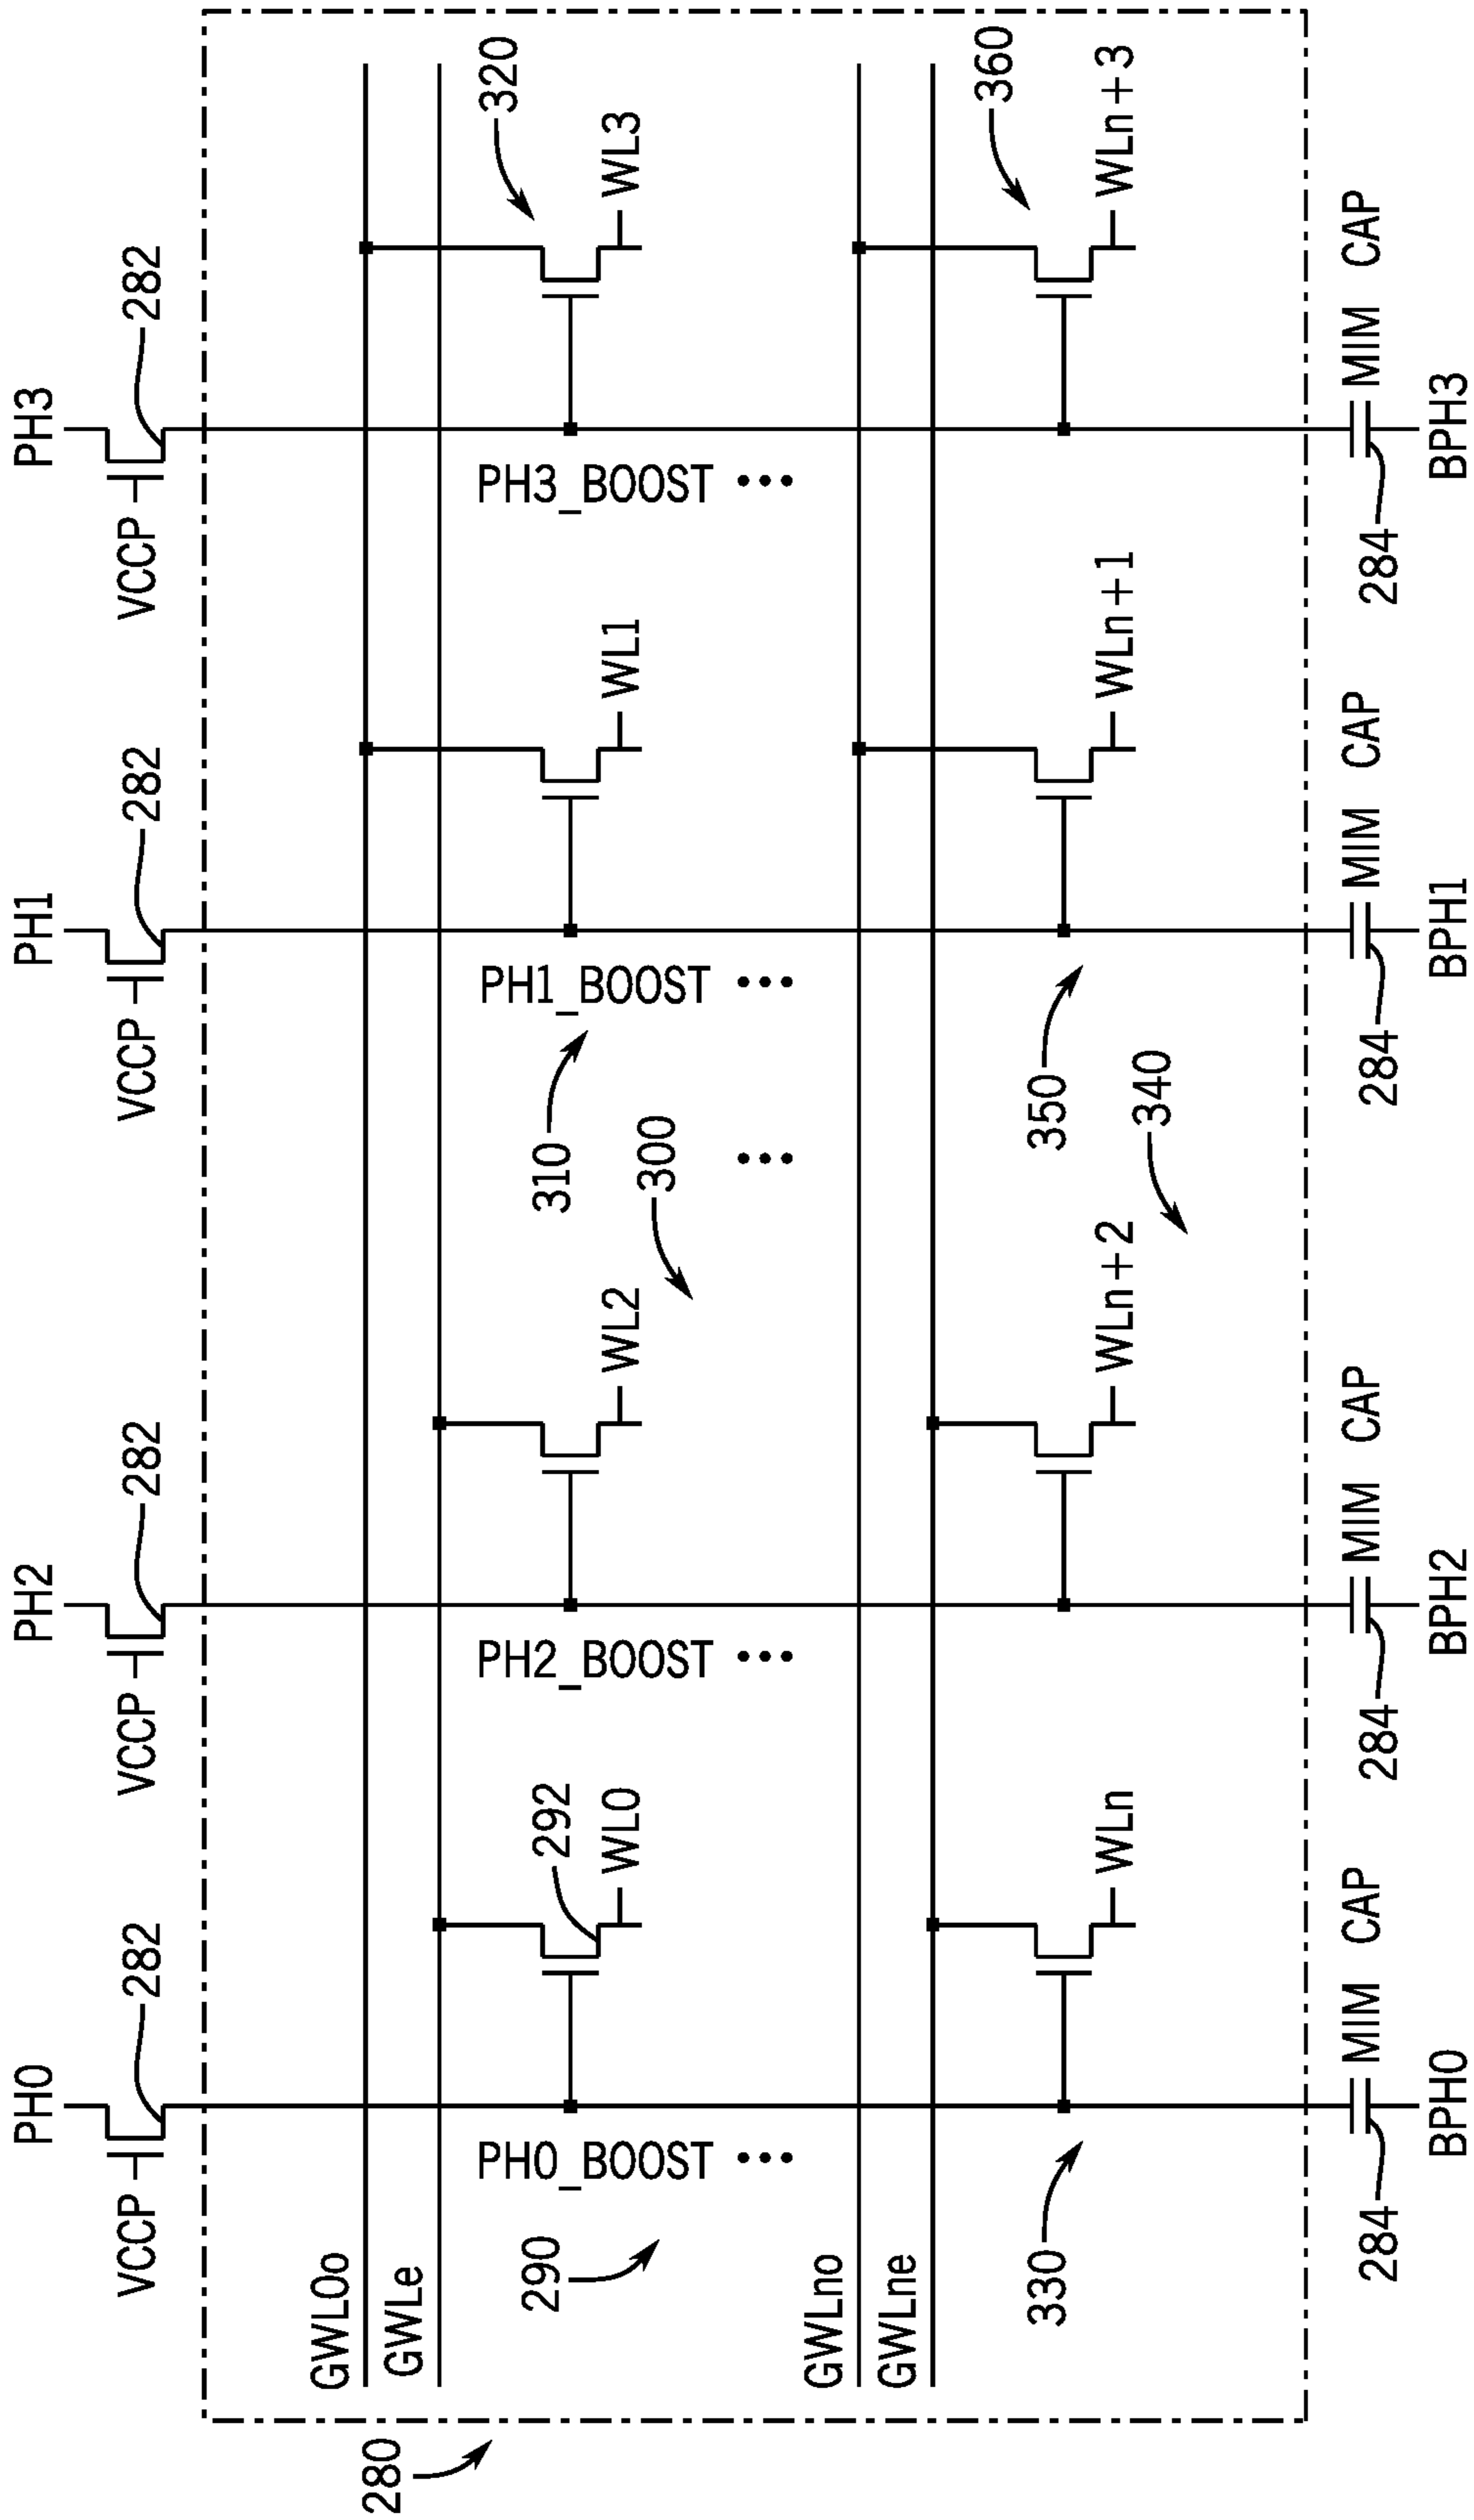 PH0 PH2 PH1 PH3
VCCP 282 VCCP 282 VCCP 282 VCCP 282
GWL0o
280
GWLe
320
PH0_BOOST ••• PH2_BOOST ••• PH1_BOOST ••• PH3_BOOST •••
290 292 310
WL0 WL2 WL1 WL3
300
•••
GWLno
GWLne
360
330 350
WLn WLn+2 WLn+1 WLn+3
340
MIM CAP MIM CAP MIM CAP MIM CAP
284 284 284 284
BPH0 BPH2 BPH1 BPH3